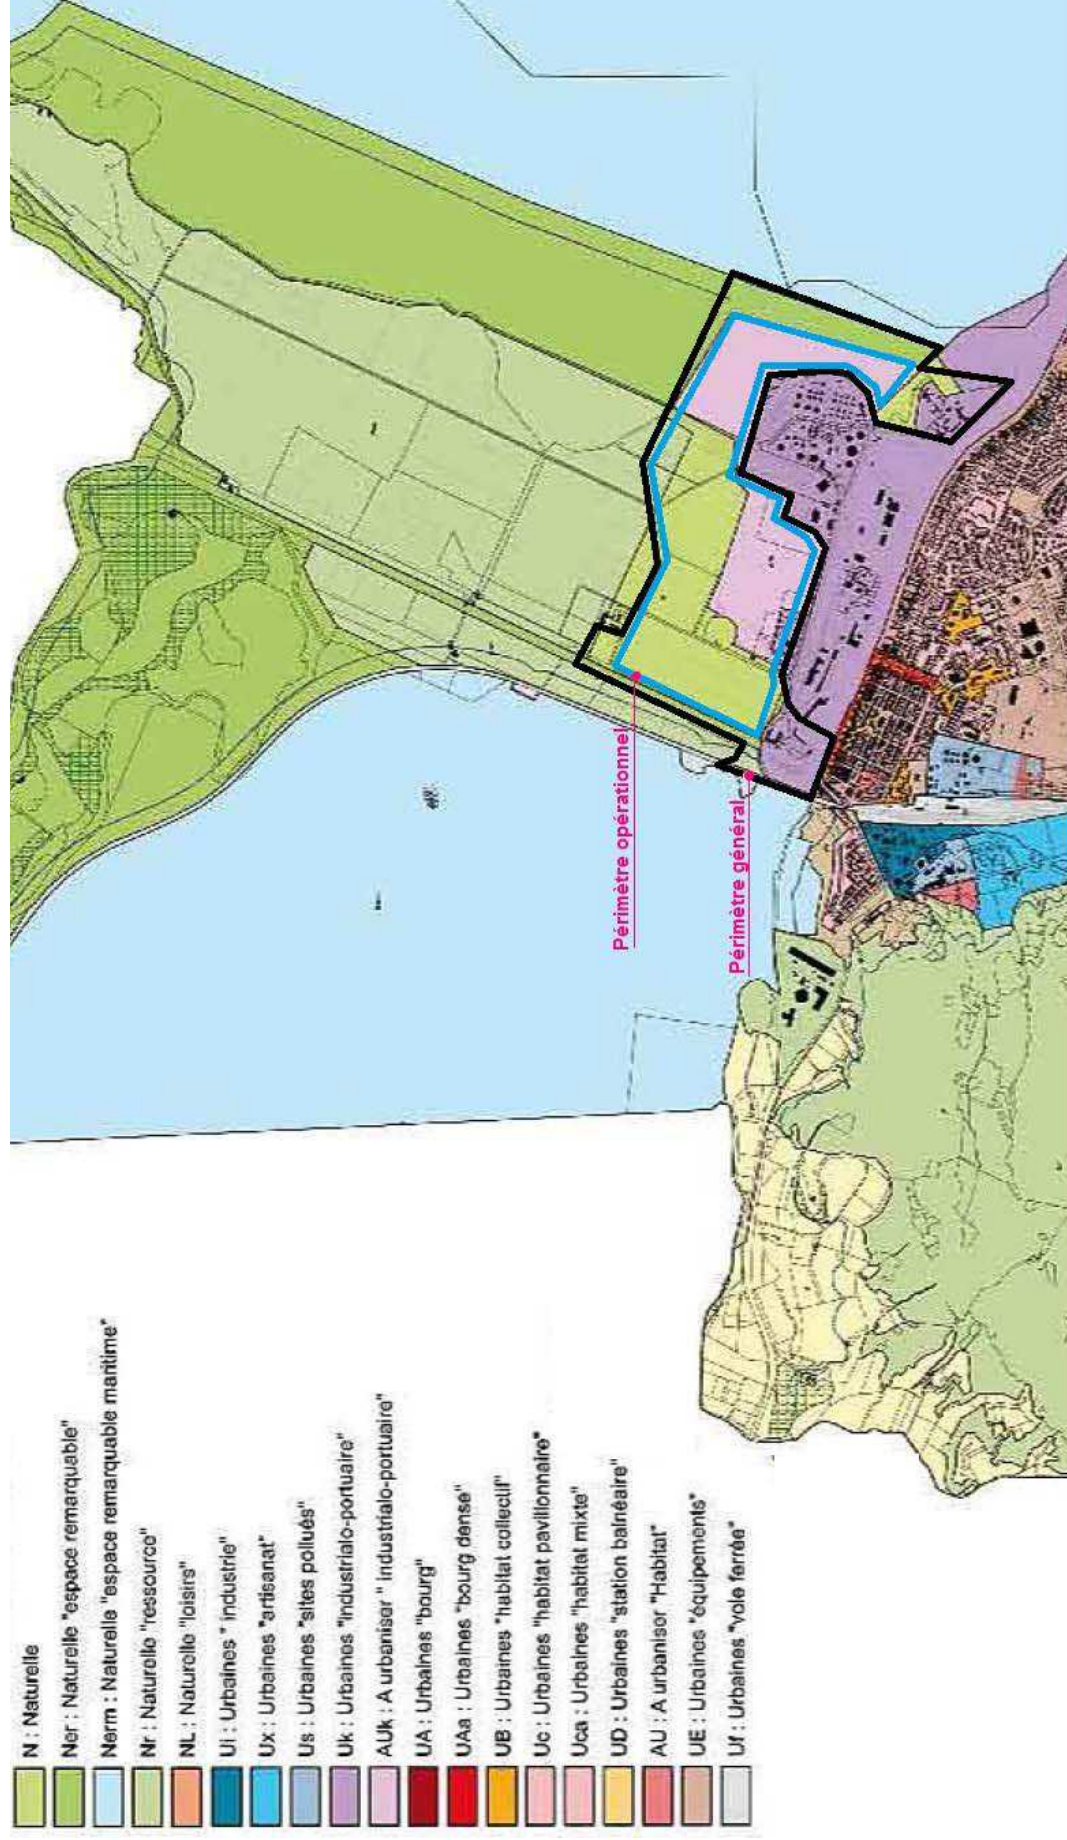 N : Naturelle
Ner : Naturelle "espace remarquable"
Nerm : Naturelle "espace remarquable maritime"
Nr : Naturelle "ressource"
NL : Naturelle "loisirs"
Ui : Urbaines " industrie"
Ux : Urbaines "artisanat"
Us : Urbaines "sites pollués"
Uk : Urbaines "industrialo-portuaire"
AUk : A urbaniser " industrialo-portuaire"
UA : Urbaines "bourg"
UAa : Urbaines "bourg dense"
UB : Urbaines "habitat collectif"
Uc : Urbaines "habitat pavillonnaire"
Uca : Urbaines "habitat mixte"
UD : Urbaines "station balnéaire"
AU : A urbaniser "Habitat"
UE : Urbaines "équipements"
Uf : Urbaines "voie ferrée"
Périmètre opérationnel
Périmètre général